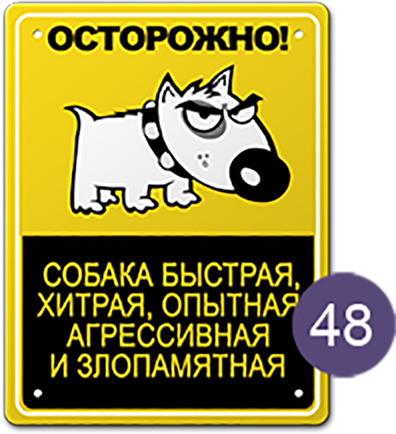 ОСТОРОЖНО!
СОБАКА БЫСТРАЯ,
ХИТРАЯ, ОПЫТНАЯ
АГРЕССИВНАЯ
И ЗЛОПАМЯТНАЯ
48